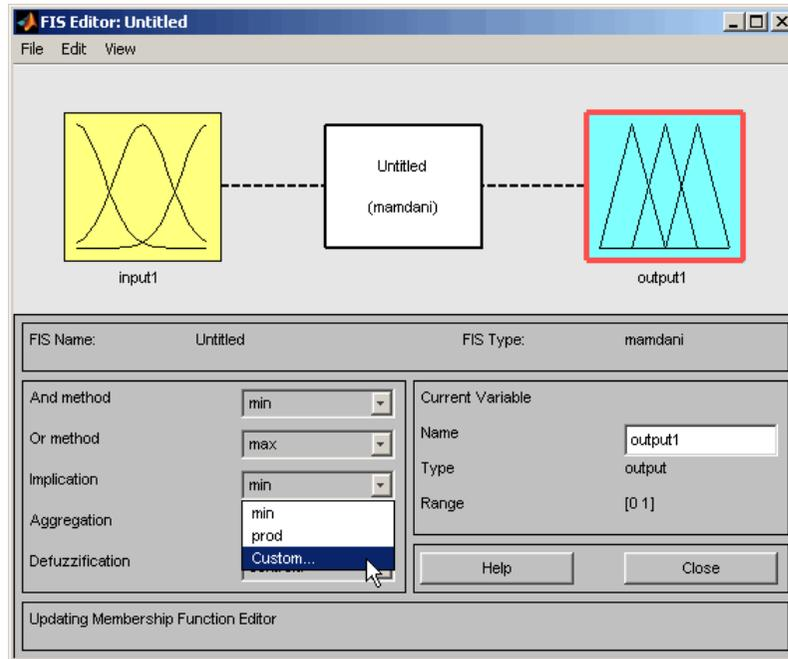 FIS Editor: Untitled
File Edit View
Untitled
(mamdani)
input1
output1
FIS Name: Untitled FIS Type: mamdani
And method min
Or method max
Implication min
min
prod
Custom...
Aggregation
Defuzzification
Current Variable
Name output1
Type output
Range [0 1]
Help Close
Updating Membership Function Editor